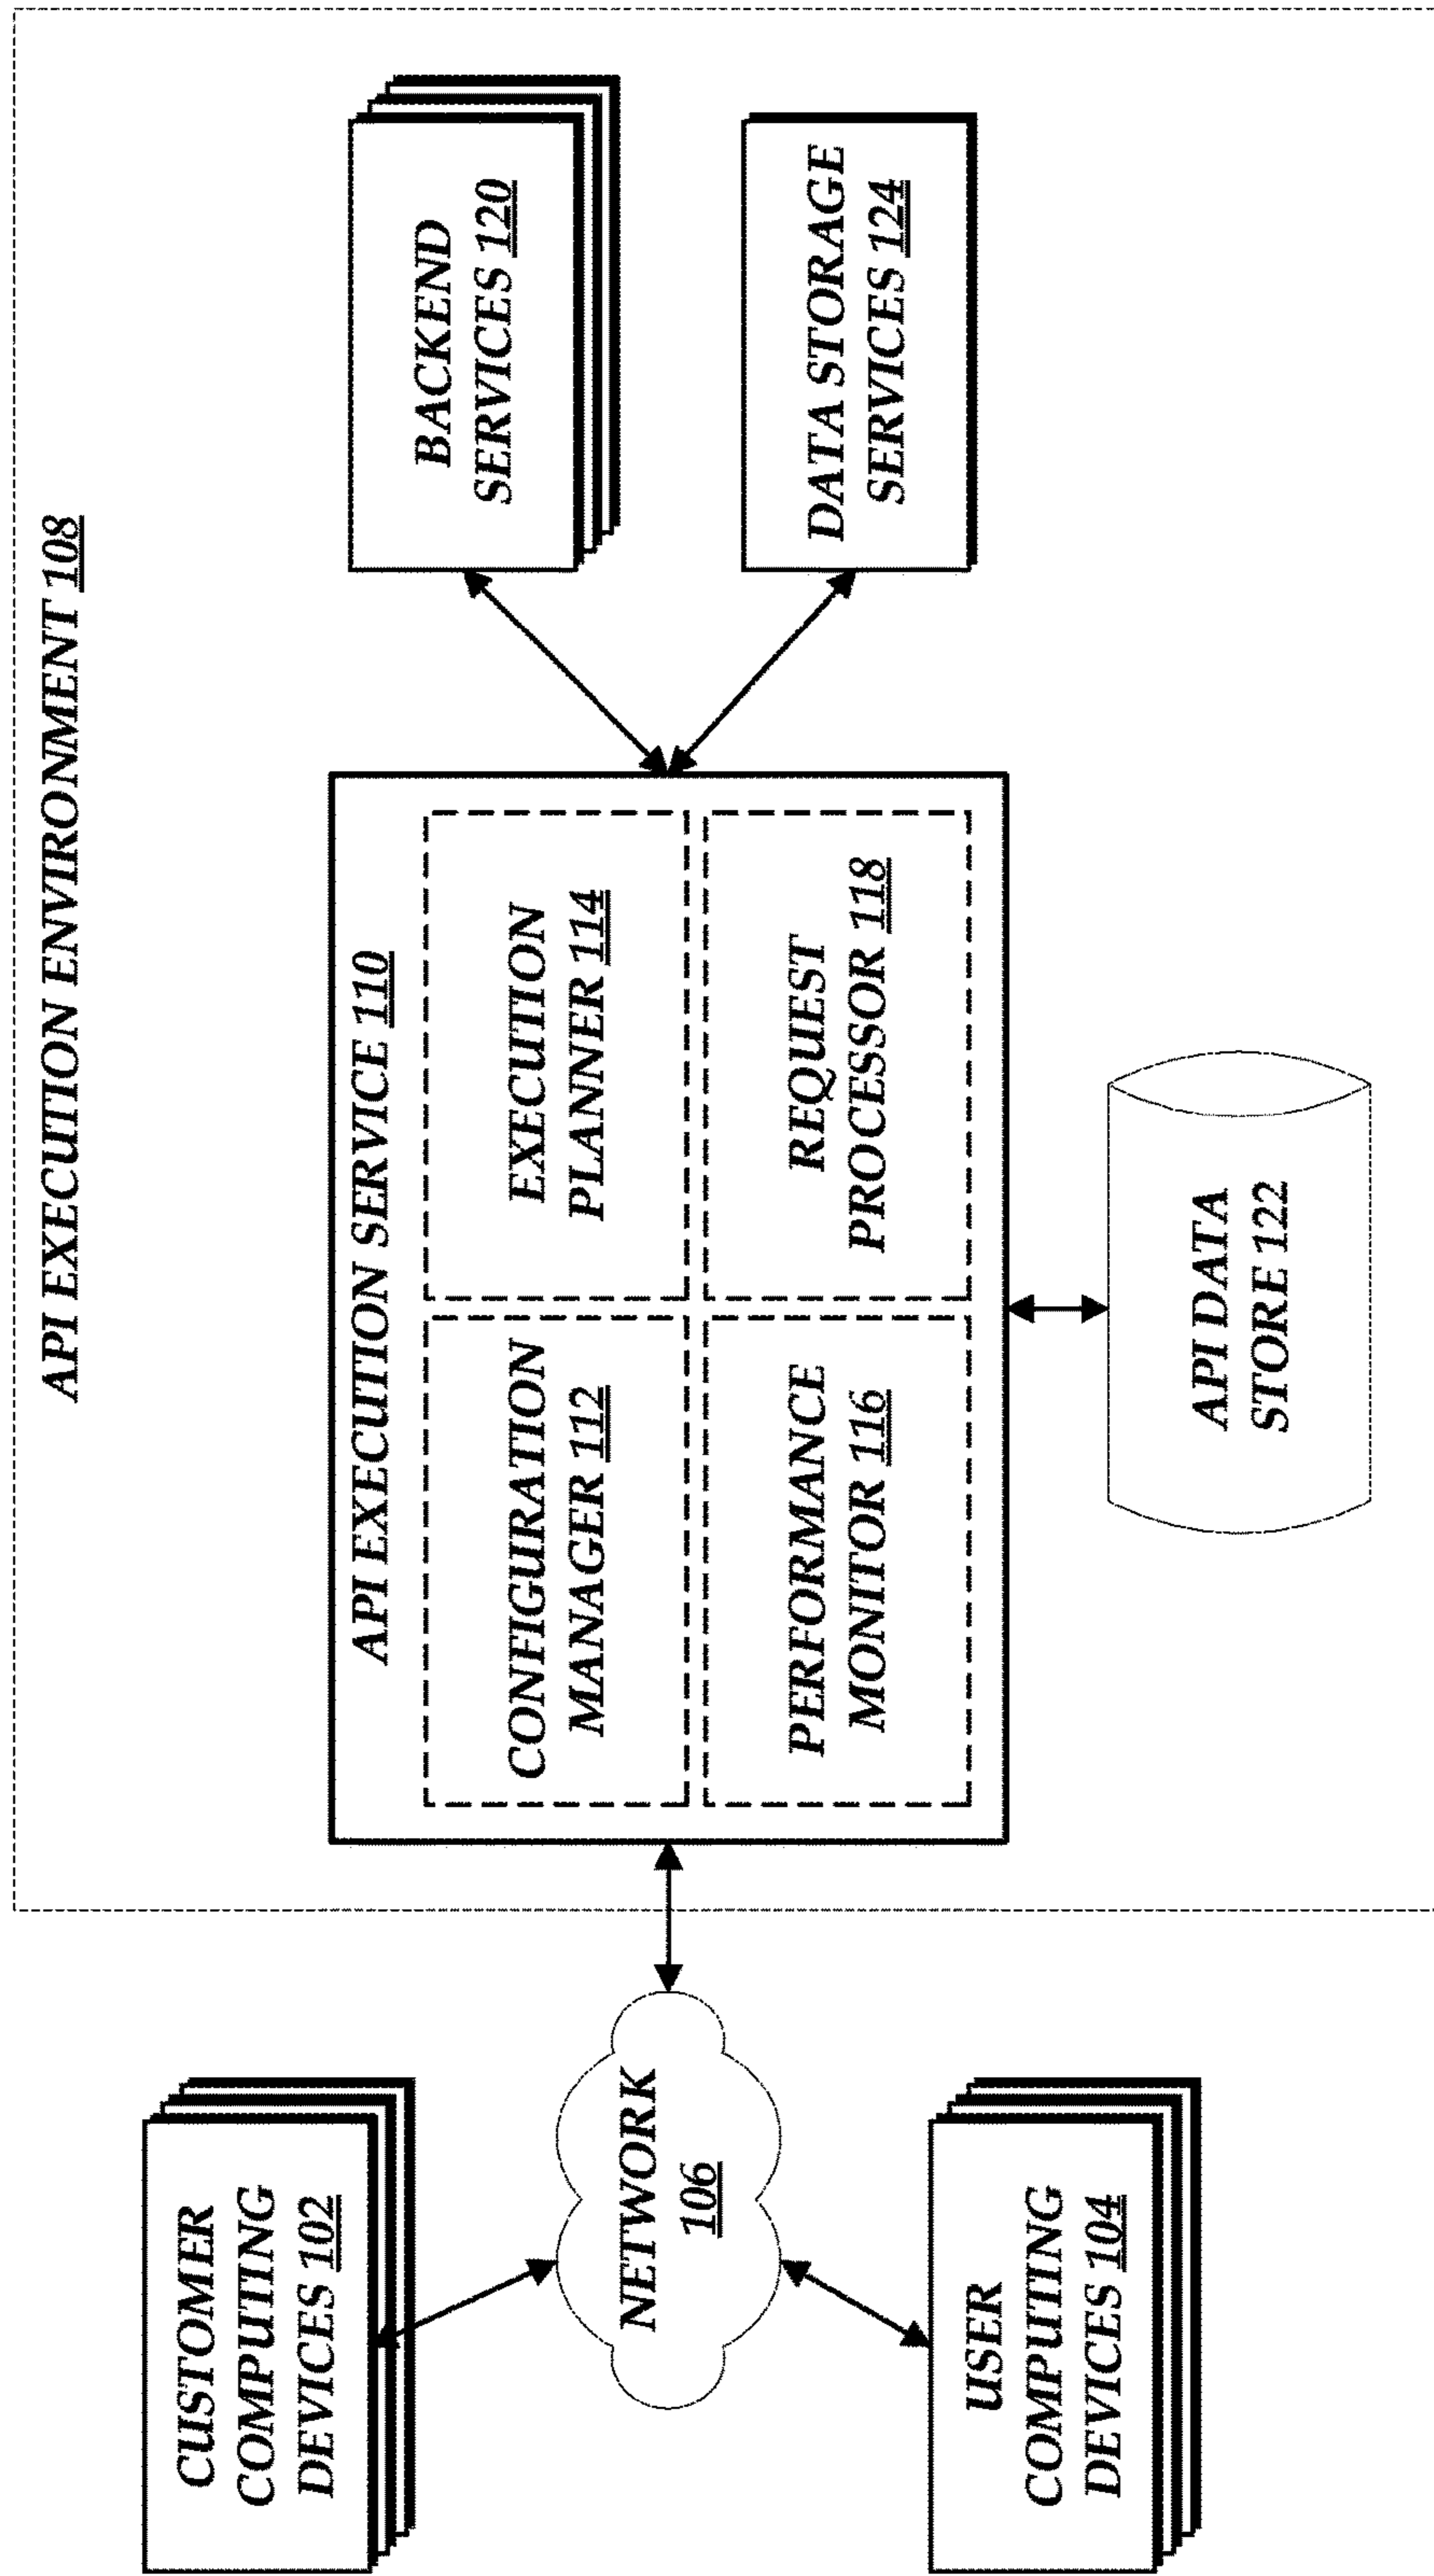 API EXECUTION ENVIRONMENT 108
CUSTOMER
COMPUTING
DEVICES 102
NETWORK
106
USER
COMPUTING
DEVICES 104
API EXECUTION SERVICE 110
CONFIGURATION
MANAGER 112
EXECUTION
PLANNER 114
PERFORMANCE
MONITOR 116
REQUEST
PROCESSOR 118
API DATA
STORE 122
BACKEND
SERVICES 120
DATA STORAGE
SERVICES 124